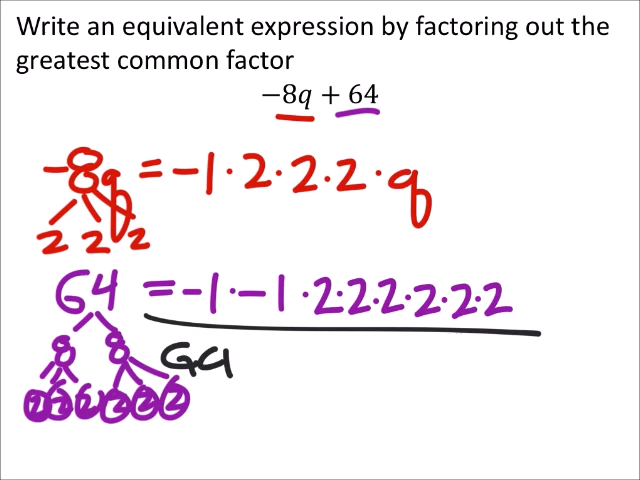 Write an equivalent expression by factoring out the
greatest common factor
−8q + 64
-8q = -1 · 2 · 2 · 2 · q
2 2 2
64 = -1 · -1 · 2·2·2·2·2·2
8 8
2 2 2 2 2 2